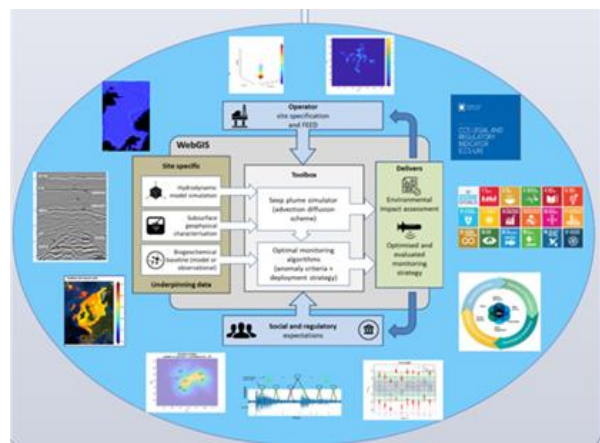 Operator
site specification
and FEED
WebGIS
Site specific
Hydrodynamic
model simulation
Subsurface
geophysical
characterisation
Biogeochemical
baseline (model or
observational)
Underpinning data
Toolbox
Seep plume simulator
(advection diffusion
scheme)
Optimal monitoring
algorithms
(anomaly criteria +
deployment strategy)
Delivers
Environmental
impact assessment
Optimised and
evaluated
monitoring
strategy
Social and regulatory
expectations
CCS LEGAL AND
REGULATORY
INDICATOR
(CCS-LRI)